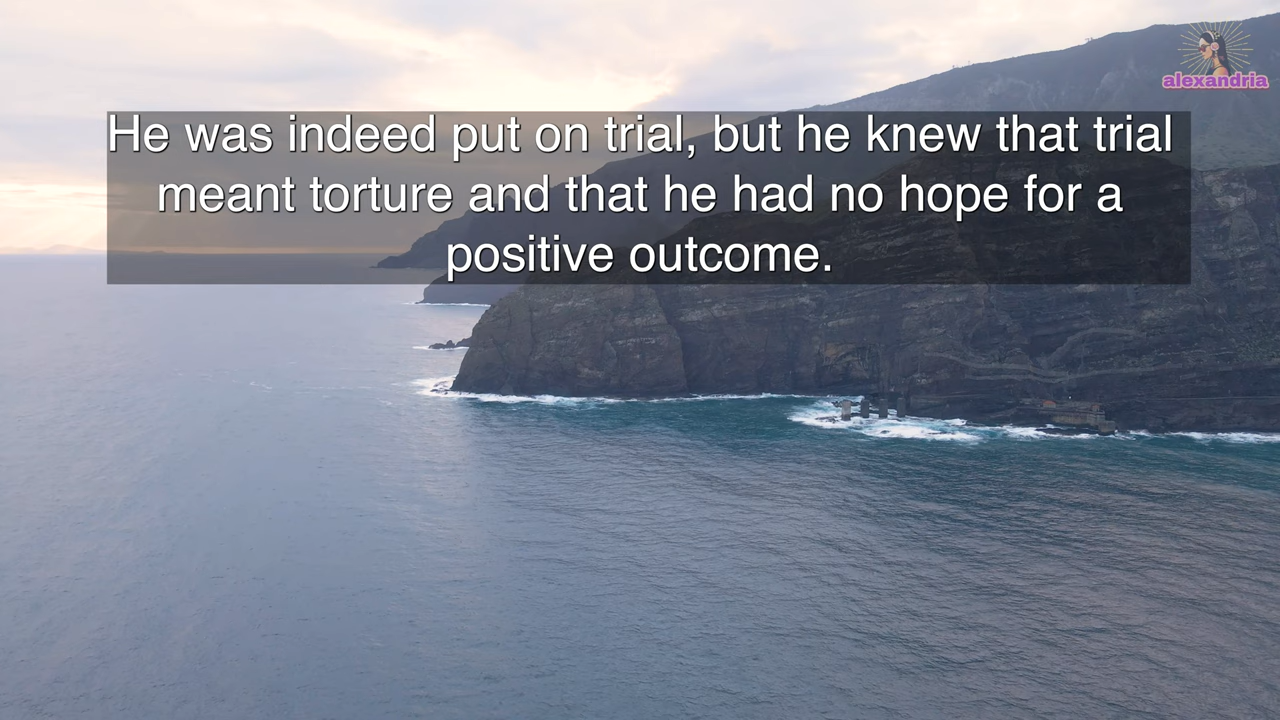 alexandria
He was indeed put on trial, but he knew that trial
meant torture and that he had no hope for a
positive outcome.